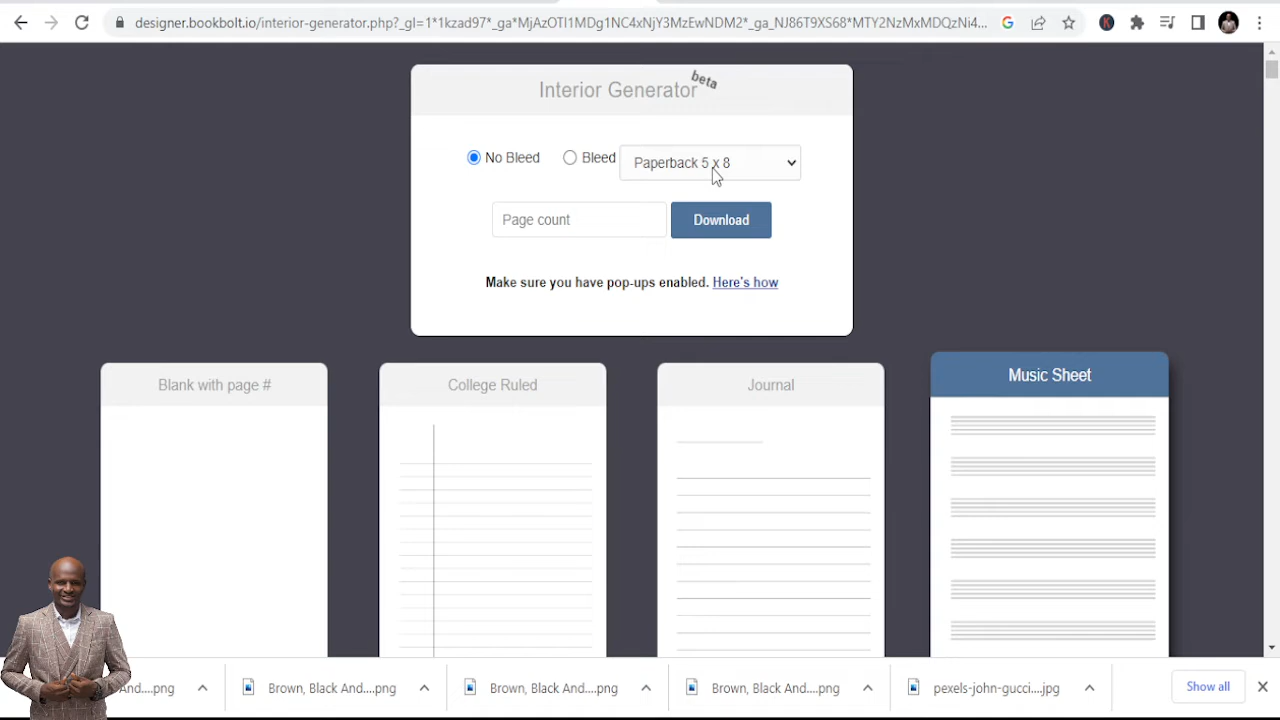 designer.bookbolt.io/interior-generator.php?_gl=1*1kzad97*_ga*MjAzOTI1MDg1NC4xNjY3MzEwNDM2*_ga_NJ86T9XS68*MTY2NzMxMDQzNi4...
Interior Generator beta
No Bleed Bleed Paperback 5 x 8
Page count Download
Make sure you have pop-ups enabled. Here's how
Blank with page # College Ruled Journal Music Sheet
And....png Brown, Black And....png Brown, Black And....png Brown, Black And....png pexels-john-gucci....jpg Show all